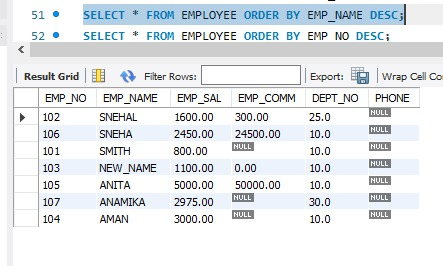 51 SELECT * FROM EMPLOYEE ORDER BY EMP_NAME DESC;
52 SELECT * FROM EMPLOYEE ORDER BY EMP_NO DESC;
Result Grid Filter Rows: Export: Wrap Cell Co
EMP_NO EMP_NAME EMP_SAL EMP_COMM DEPT_NO PHONE
102 SNEHAL 1600.00 300.00 25.0 NULL
106 SNEHA 2450.00 24500.00 10.0 NULL
101 SMITH 800.00 NULL 10.0 NULL
103 NEW_NAME 1100.00 0.00 10.0 NULL
105 ANITA 5000.00 50000.00 10.0 NULL
107 ANAMIKA 2975.00 NULL 30.0 NULL
104 AMAN 3000.00 NULL 10.0 NULL